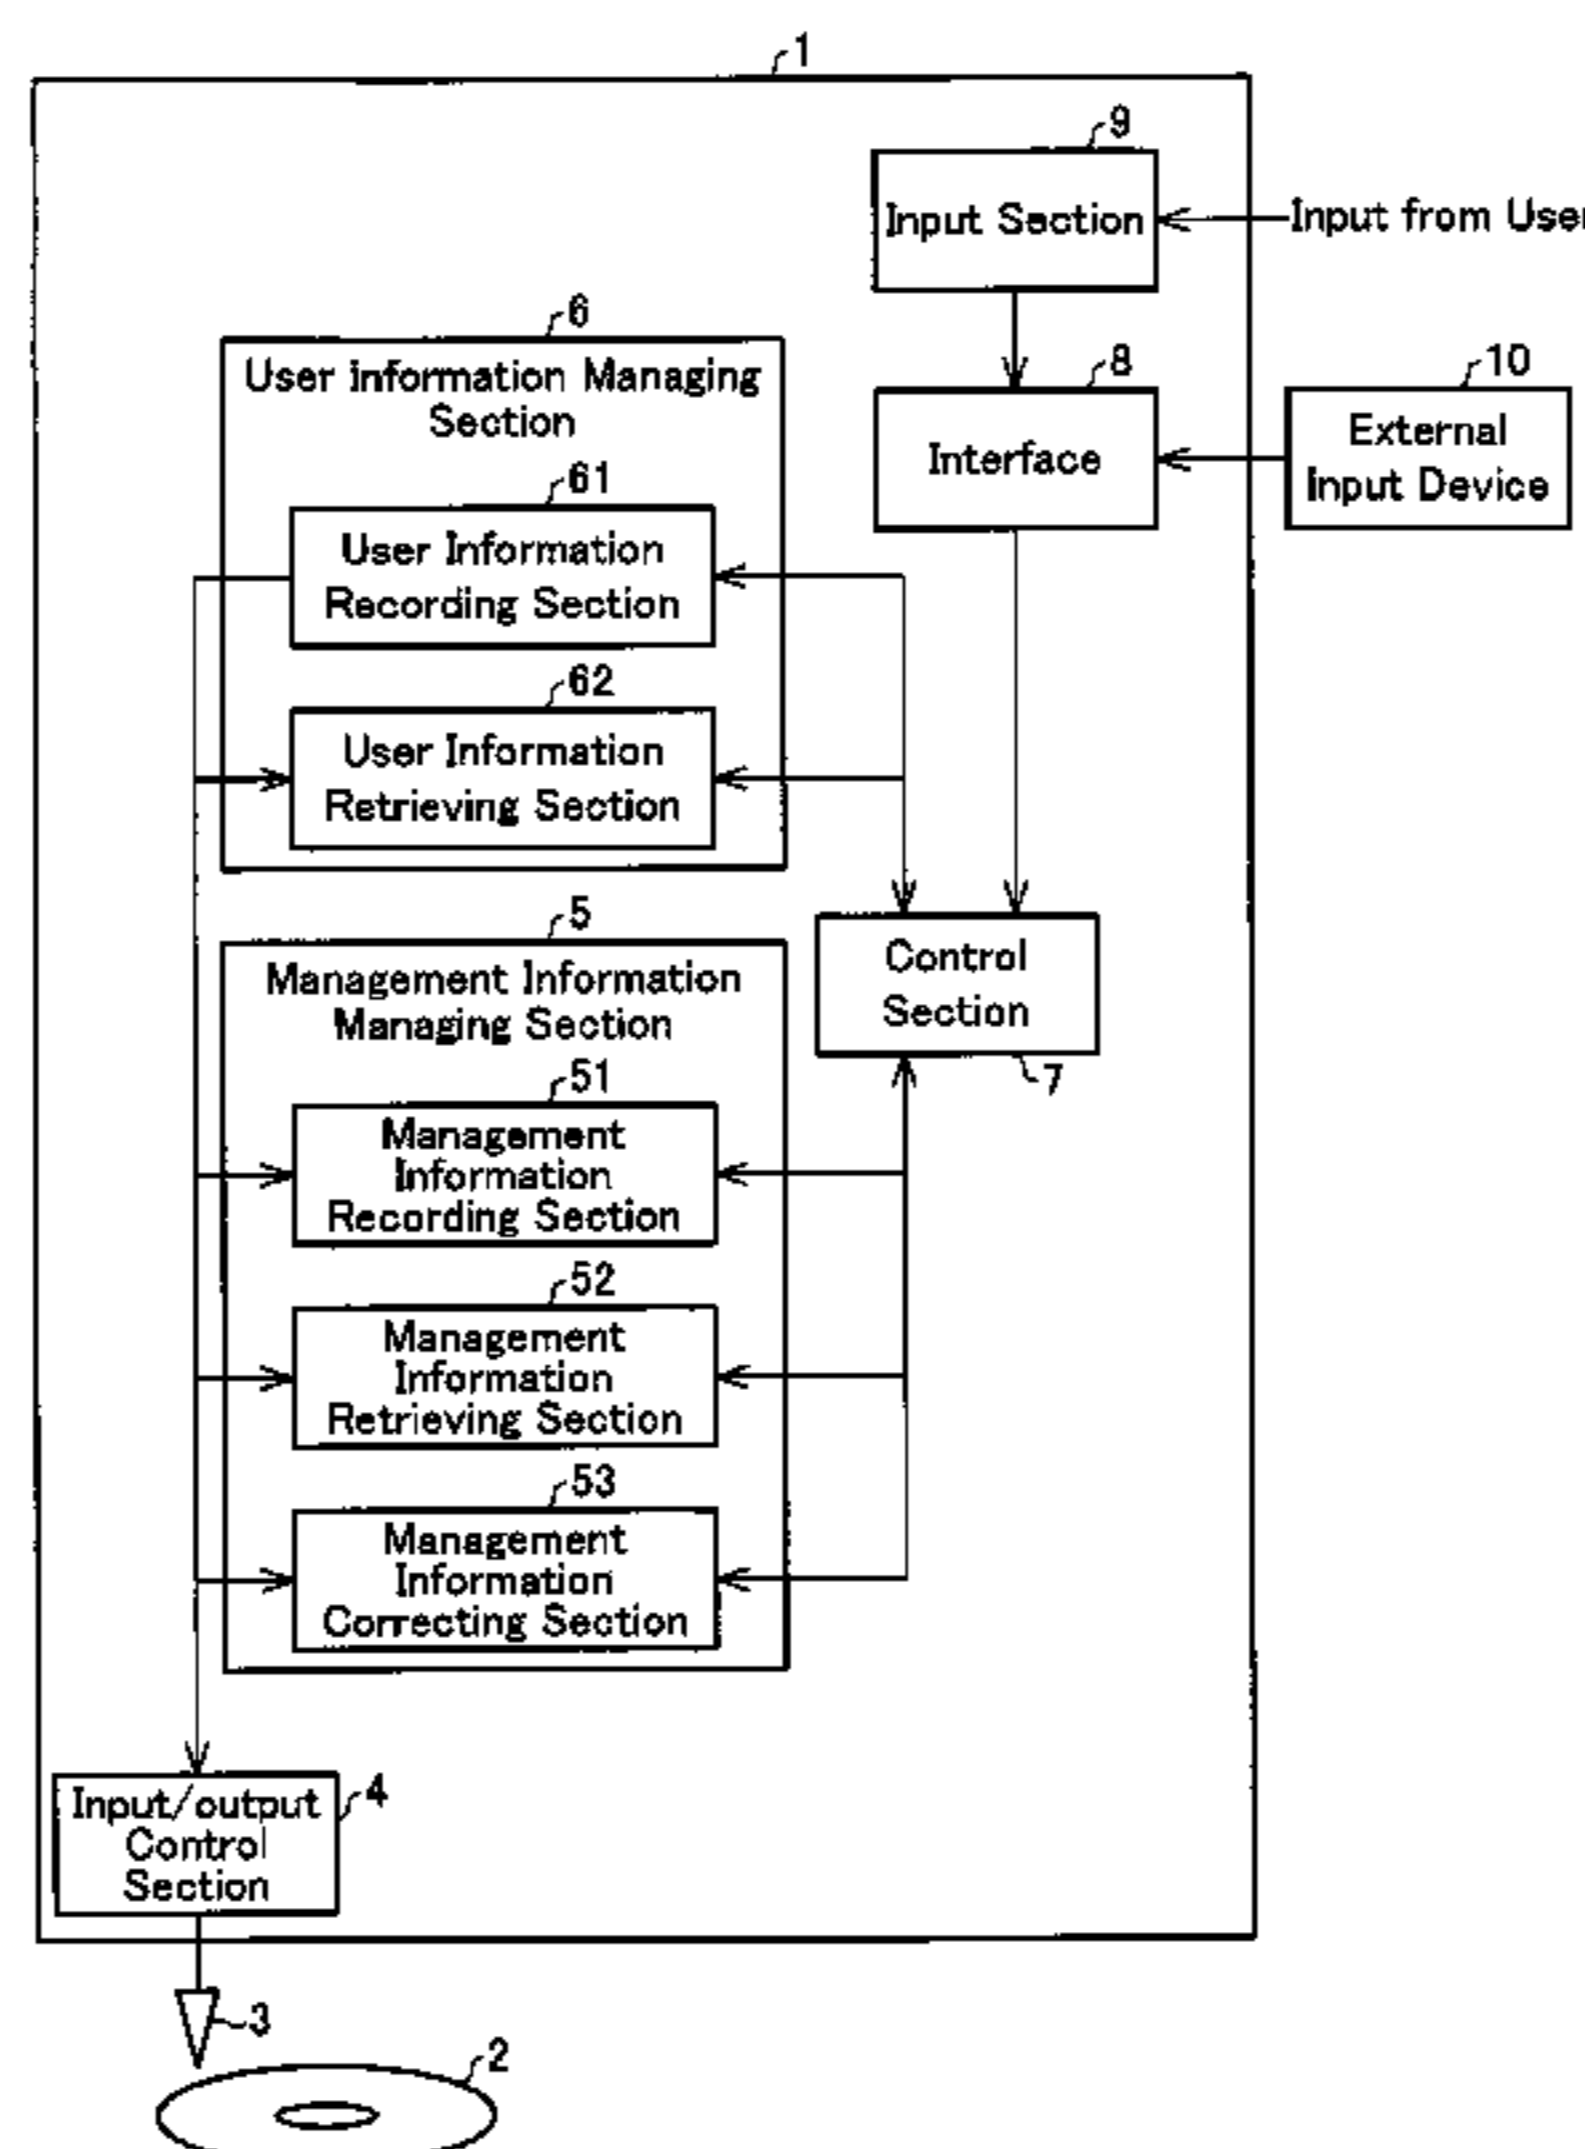 1
9
Input Section
Input from User
6
User information Managing
Section
8
Interface
10
External
Input Device
61
User Information
Recording Section
62
User Information
Retrieving Section
5
Management Information
Managing Section
Control
Section
7
51
Management
Information
Recording Section
52
Management
Information
Retrieving Section
53
Management
Information
Correcting Section
Input/output
Control
Section
4
3
2